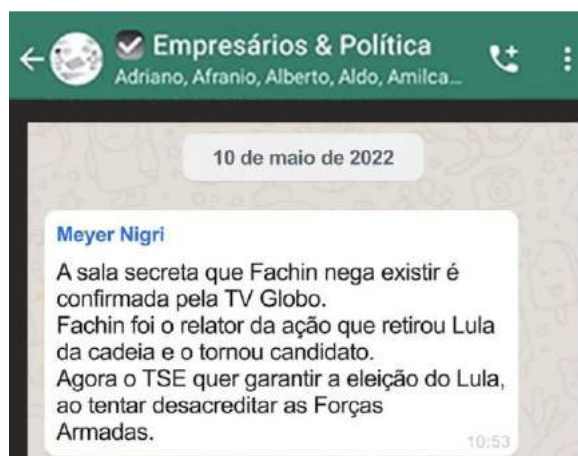 Empresários & Política
Adriano, Afranio, Alberto, Aldo, Amilca...
10 de maio de 2022
Meyer Nigri
A sala secreta que Fachin nega existir é
confirmada pela TV Globo.
Fachin foi o relator da ação que retirou Lula
da cadeia e o tornou candidato.
Agora o TSE quer garantir a eleição do Lula,
ao tentar desacreditar as Forças
Armadas.
10:53